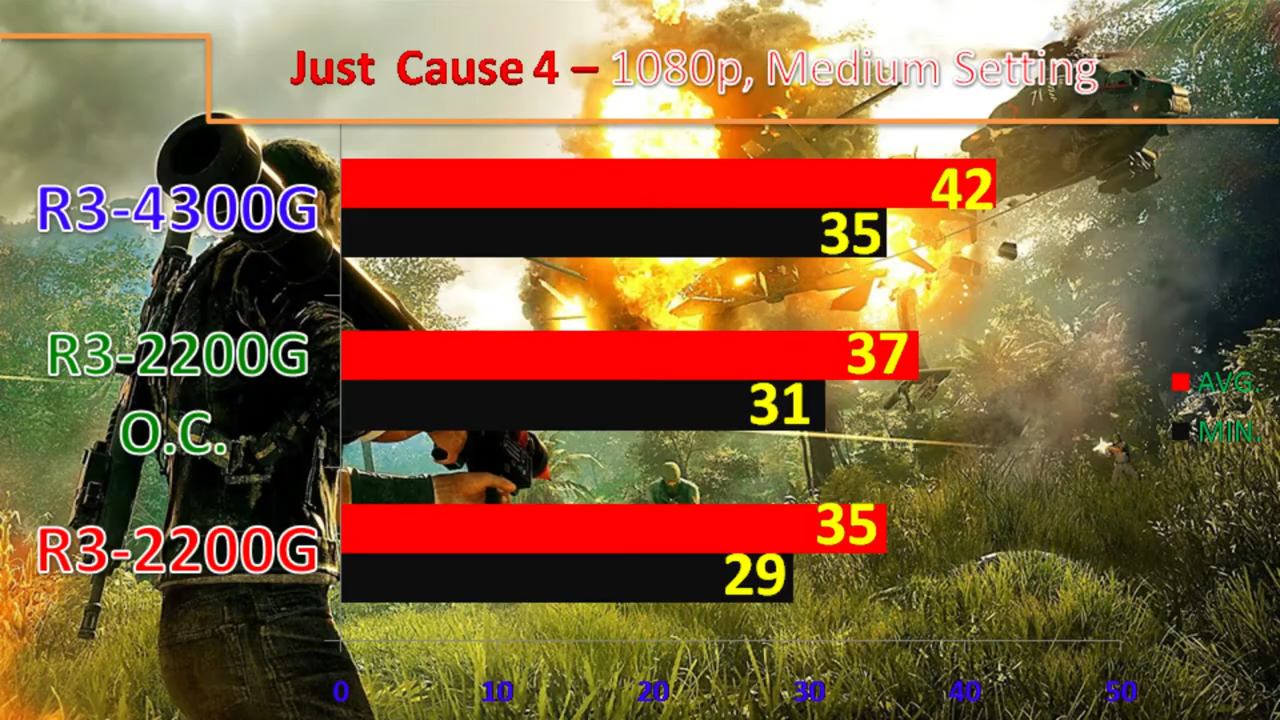 Just Cause 4 – 1080p, Medium Setting
R3-4300G
42
35
R3-2200G
O.C.
37
31
AVG.
MIN.
R3-2200G
35
29
0 10 20 30 40 50